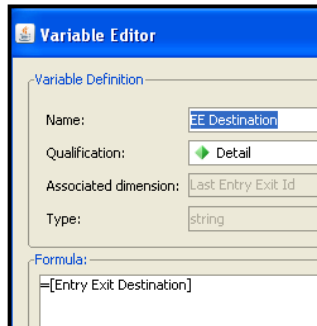 Variable Editor
Variable Definition
Name: EE Destination
Qualification: Detail
Associated dimension: Last Entry Exit Id
Type: string
Formula:
=[Entry Exit Destination]